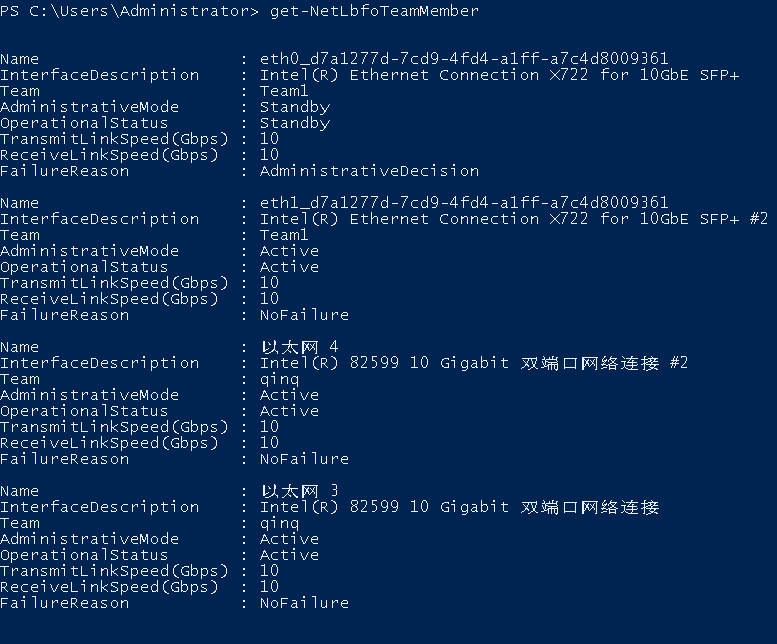 PS C:\Users\Administrator> get-NetLbfoTeamMember
Name : eth0_d7a1277d-7cd9-4fd4-a1ff-a7c4d8009361
InterfaceDescription : Intel(R) Ethernet Connection X722 for 10GbE SFP+
Team : Team1
AdministrativeMode : Standby
OperationalStatus : Standby
TransmitLinkSpeed(Gbps) : 10
ReceiveLinkSpeed(Gbps) : 10
FailureReason : AdministrativeDecision
Name : eth1_d7a1277d-7cd9-4fd4-a1ff-a7c4d8009361
InterfaceDescription : Intel(R) Ethernet Connection X722 for 10GbE SFP+ #2
Team : Team1
AdministrativeMode : Active
OperationalStatus : Active
TransmitLinkSpeed(Gbps) : 10
ReceiveLinkSpeed(Gbps) : 10
FailureReason : NoFailure
Name : 以太网 4
InterfaceDescription : Intel(R) 82599 10 Gigabit 双端口网络连接 #2
Team : qinq
AdministrativeMode : Active
OperationalStatus : Active
TransmitLinkSpeed(Gbps) : 10
ReceiveLinkSpeed(Gbps) : 10
FailureReason : NoFailure
Name : 以太网 3
InterfaceDescription : Intel(R) 82599 10 Gigabit 双端口网络连接
Team : qinq
AdministrativeMode : Active
OperationalStatus : Active
TransmitLinkSpeed(Gbps) : 10
ReceiveLinkSpeed(Gbps) : 10
FailureReason : NoFailure